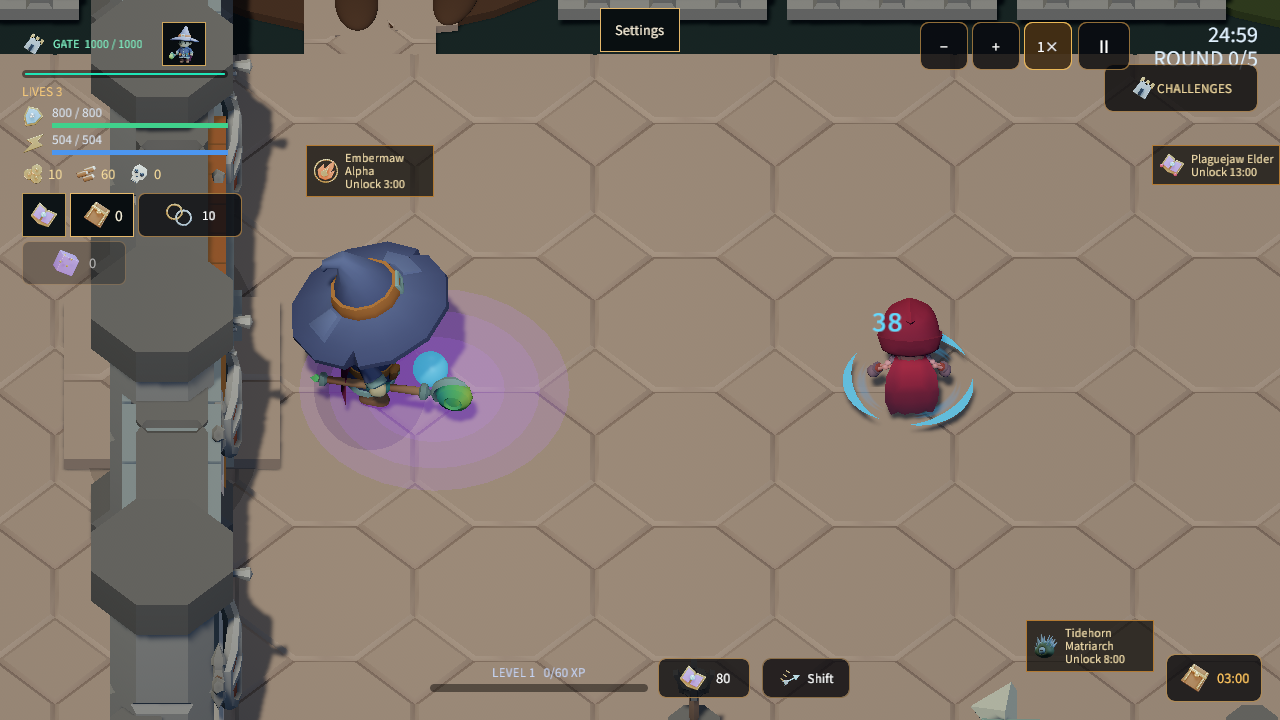 GATE 1000 / 1000
Settings
−
+
1×
24:59
ROUND 0/5
CHALLENGES
LIVES 3
800 / 800
504 / 504
10
60
0
0
10
0
Embermaw
Alpha
Unlock 3:00
Plaguejaw Elder
Unlock 13:00
38
Tidehorn
Matriarch
Unlock 8:00
LEVEL 1 0/60 XP
80
Shift
03:00